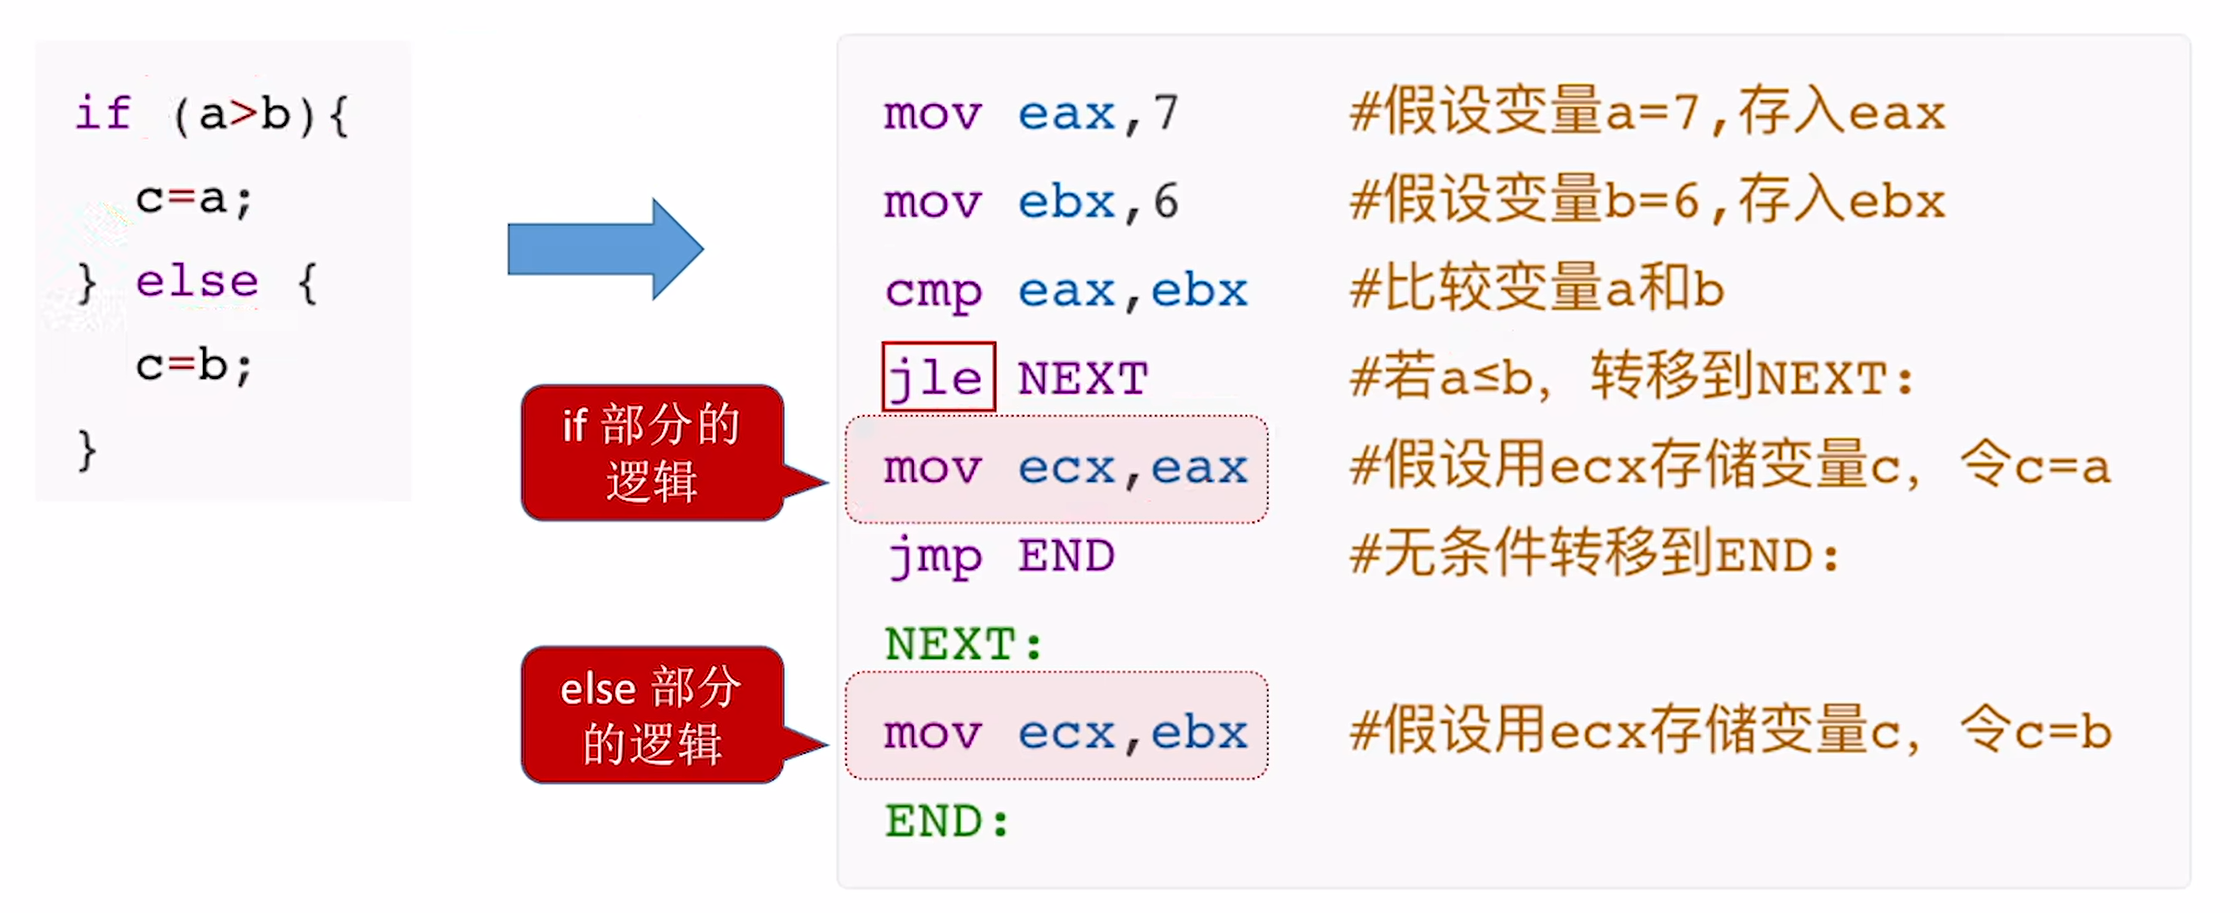 if (a>b){
c=a;
} else {
c=b;
}
mov eax,7 #假设变量a=7,存入eax
mov ebx,6 #假设变量b=6,存入ebx
cmp eax,ebx #比较变量a和b
jle NEXT #若a≤b，转移到NEXT:
if 部分的
逻辑
mov ecx,eax #假设用ecx存储变量c，令c=a
jmp END #无条件转移到END:
NEXT:
else 部分
的逻辑
mov ecx,ebx #假设用ecx存储变量c，令c=b
END: